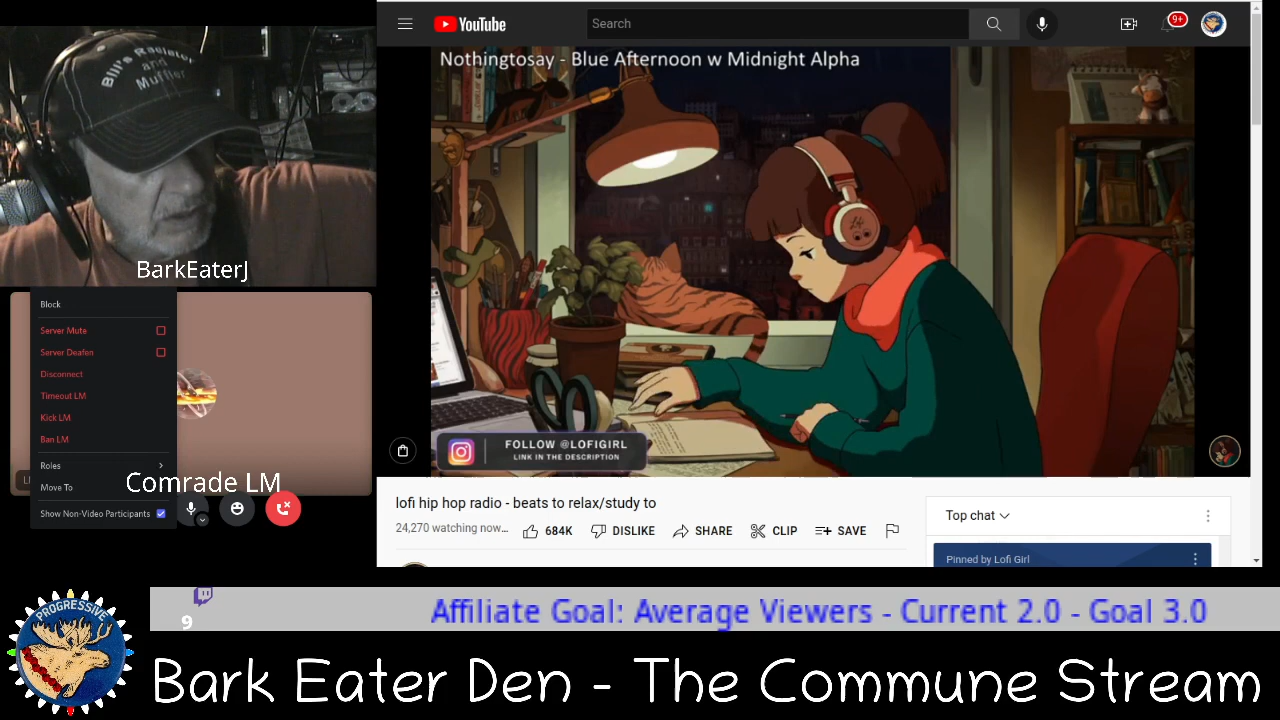 Bill's Radiator
and
Muffler
BarkEaterJ
Block
Server Mute
Server Deafen
Disconnect
Timeout LM
Kick LM
Ban LM
Roles
Move To
Show Non-Video Participants
Comrade LM
YouTube
Search
9+
Nothingtosay - Blue Afternoon w Midnight Alpha
FOLLOW @LOFIGIRL
LINK IN THE DESCRIPTION
lofi hip hop radio - beats to relax/study to
24,270 watching now...
684K
DISLIKE
SHARE
CLIP
SAVE
Top chat
Pinned by Lofi Girl
9
Affiliate Goal: Average Viewers - Current 2.0 - Goal 3.0
PROGRESSIVE
Bark Eater Den - The Commune Stream